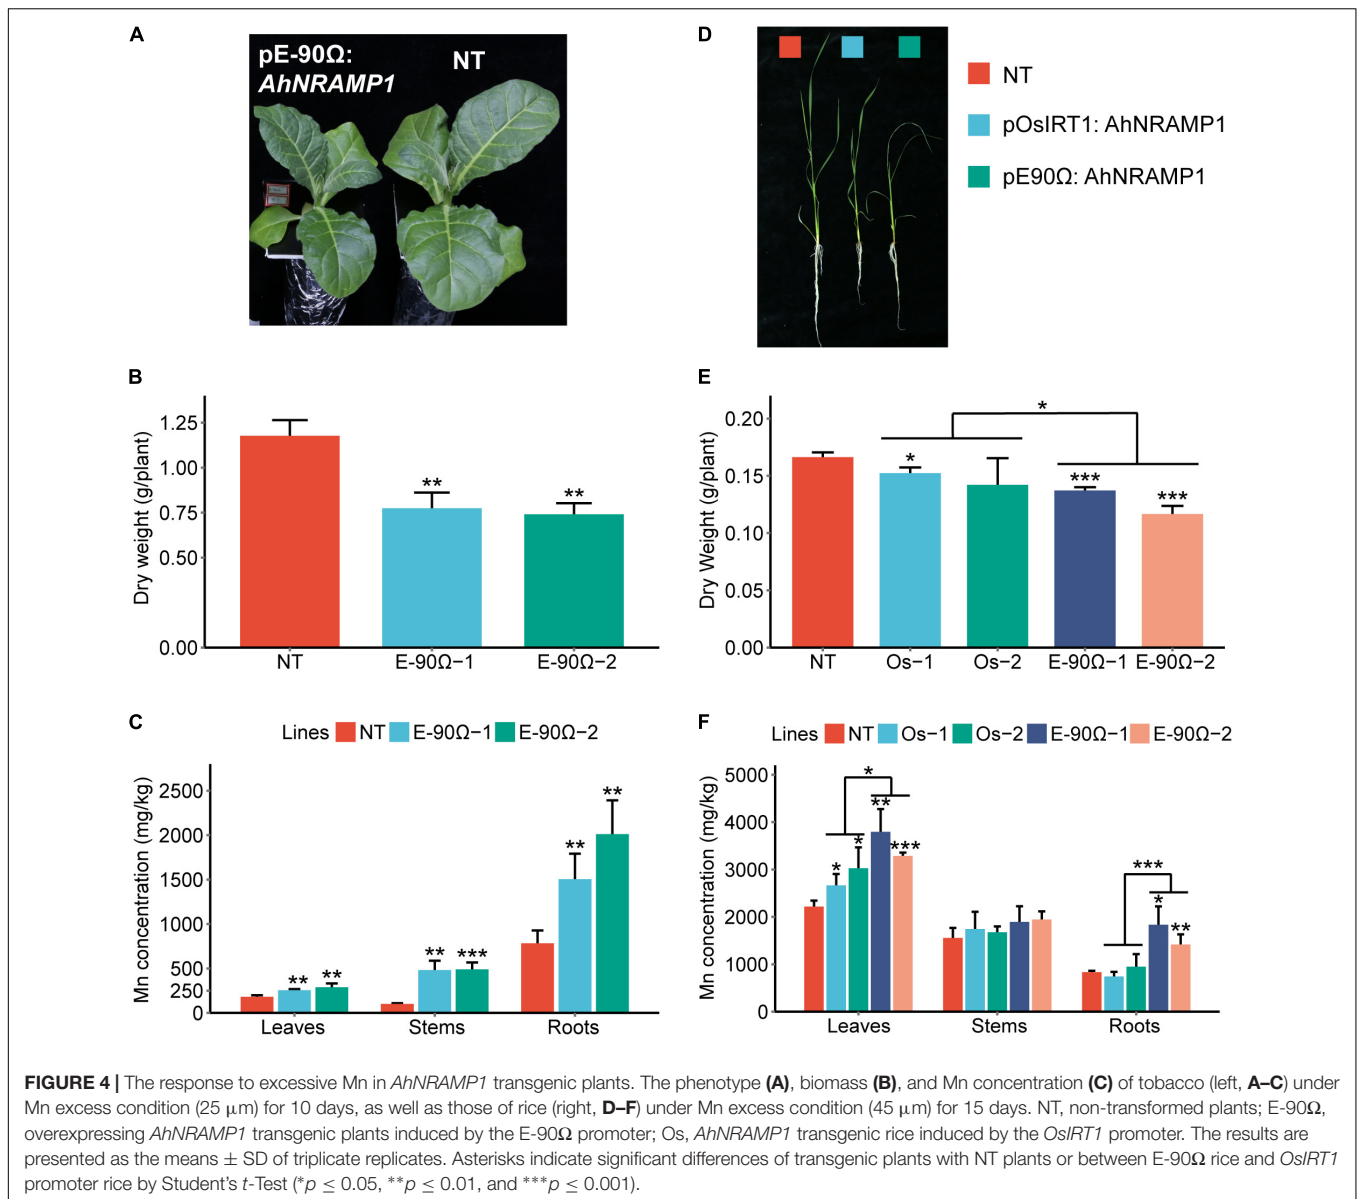 A
pE-90Ω:
AhNRAMP1
NT
D
NT
pOsIRT1: AhNRAMP1
pE90Ω: AhNRAMP1
B
Dry weight (g/plant)
1.25
1.00
0.75
0.50
0.00
**
**
NT
E-90Ω−1
E-90Ω−2
E
Dry Weight (g/plant)
0.20
0.15
0.10
0.05
0.00
*
*
***
***
NT
Os−1
Os−2
E-90Ω−1
E-90Ω−2
C
Lines NT E-90Ω−1 E-90Ω−2
Mn concentration (mg/kg)
2500
2000
1500
1000
500
250
0
**
**
**
***
**
**
Leaves
Stems
Roots
F
Lines NT Os−1 Os−2 E-90Ω−1 E-90Ω−2
Mn concentration (mg/kg)
5000
4000
3000
2000
1000
0
*
*
*
**
***
***
*
**
Leaves
Stems
Roots
FIGURE 4 | The response to excessive Mn in AhNRAMP1 transgenic plants. The phenotype (A), biomass (B), and Mn concentration (C) of tobacco (left, A–C) under
Mn excess condition (25 μm) for 10 days, as well as those of rice (right, D–F) under Mn excess condition (45 μm) for 15 days. NT, non-transformed plants; E-90Ω,
overexpressing AhNRAMP1 transgenic plants induced by the E-90Ω promoter; Os, AhNRAMP1 transgenic rice induced by the OsIRT1 promoter. The results are
presented as the means ± SD of triplicate replicates. Asterisks indicate significant differences of transgenic plants with NT plants or between E-90Ω rice and OsIRT1
promoter rice by Student's t-Test (*p ≤ 0.05, **p ≤ 0.01, and ***p ≤ 0.001).